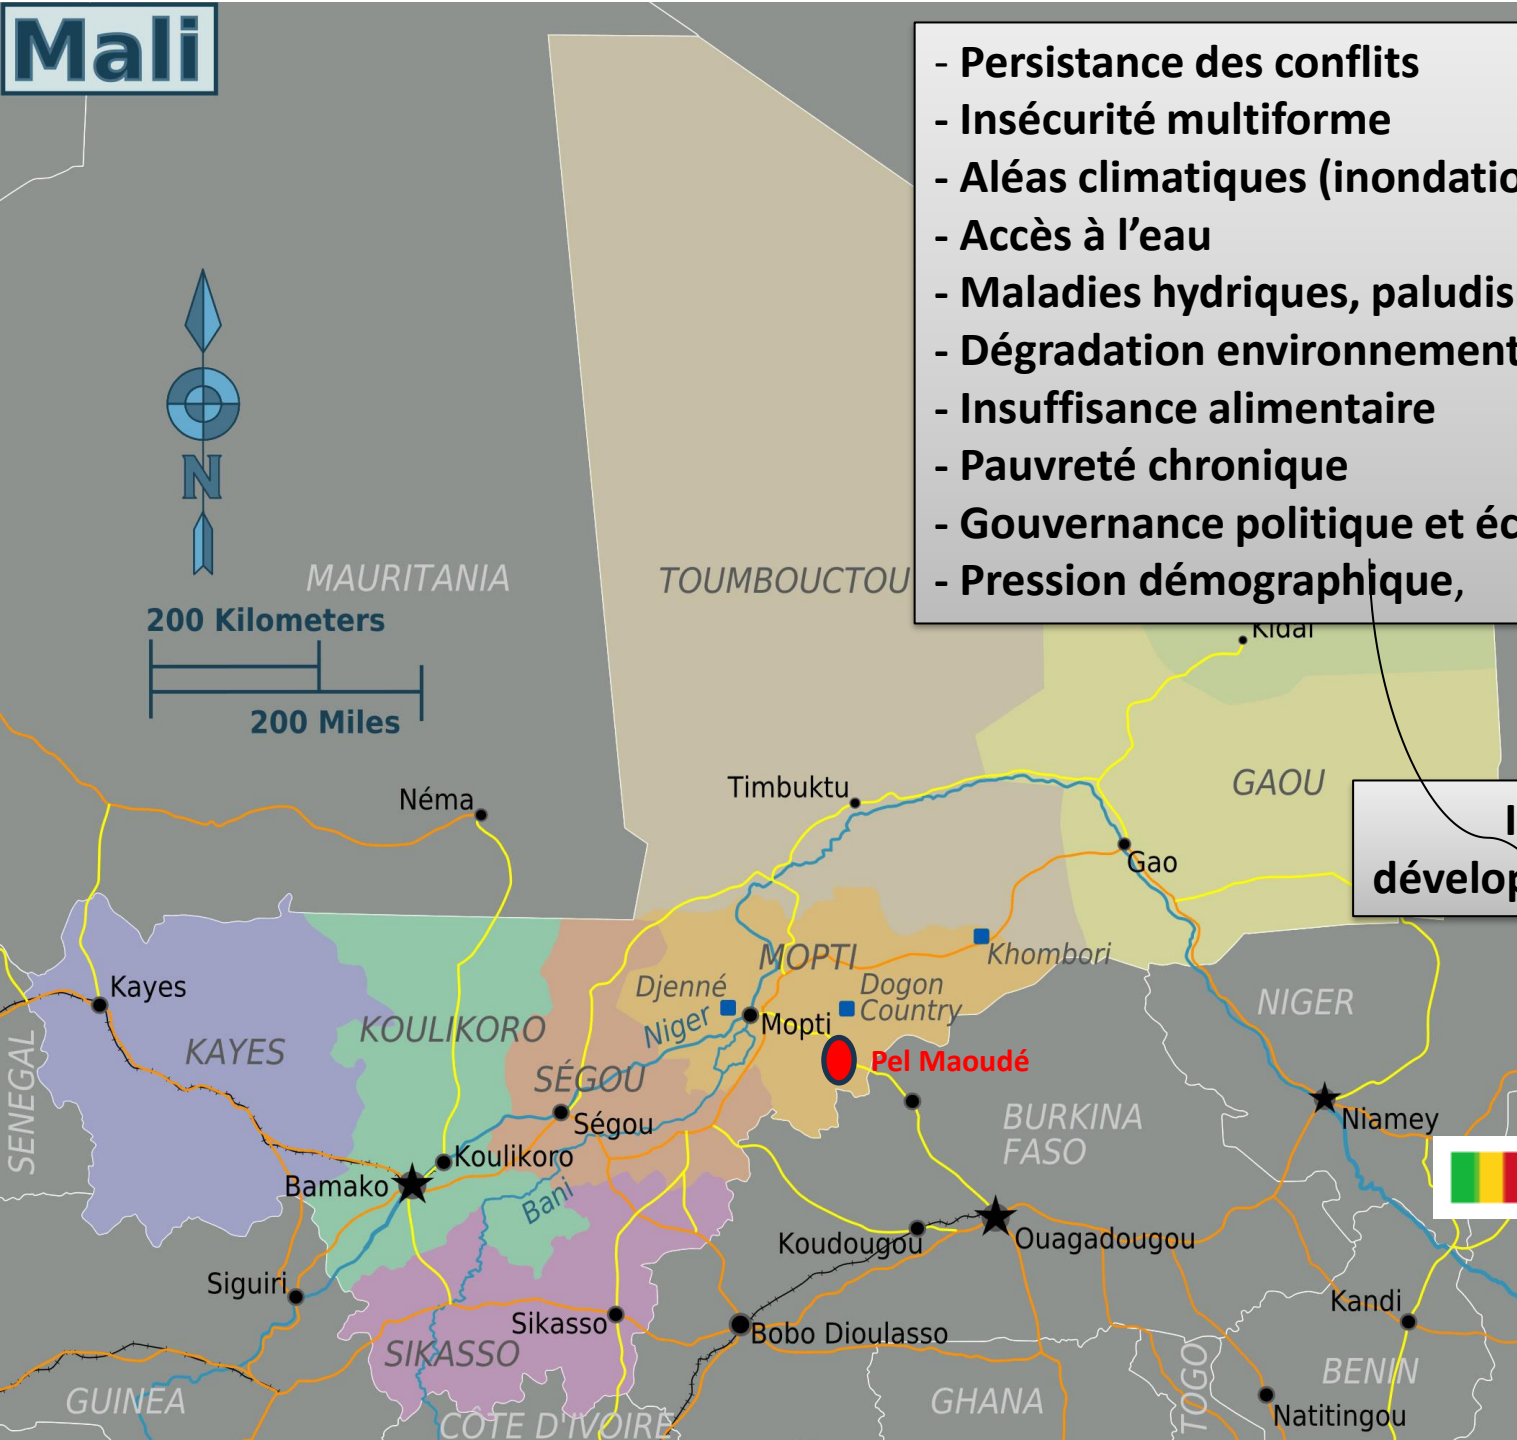 Mali
- Persistance des conflits
- Insécurité multiforme
- Aléas climatiques (inondatio
- Accès à l’eau
- Maladies hydriques, paludis
- Dégradation environnement
- Insuffisance alimentaire
- Pauvreté chronique
- Gouvernance politique et éc
- Pression démographique,
N
MAURITANIA
TOUMBOUCTOU
200 Kilometers
200 Miles
Kidal
GAOU
Néma
Timbuktu
Gao
dévelop
MOPTI
Khombori
Kayes
Djenné
Dogon
Country
Niger
Mopti
NIGER
KOULIKORO
KAYES
SENEGAL
Pel Maoudé
SÉGOU
Ségou
BURKINA
FASO
Niamey
Koulikoro
Bamako
Bani
Koudougou
Ouagadougou
Siguiri
Sikasso
Bobo Dioulasso
Kandi
SIKASSO
GUINEA
CÔTE D'IVOIRE
GHANA
TOGO
BENIN
Natitingou